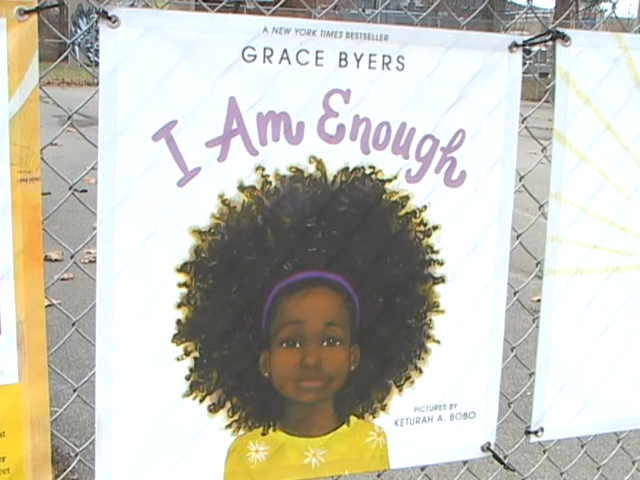 A NEW YORK TIMES BESTSELLER
GRACE BYERS
I Am Enough
PICTURES BY
KETURAH A. BOBO